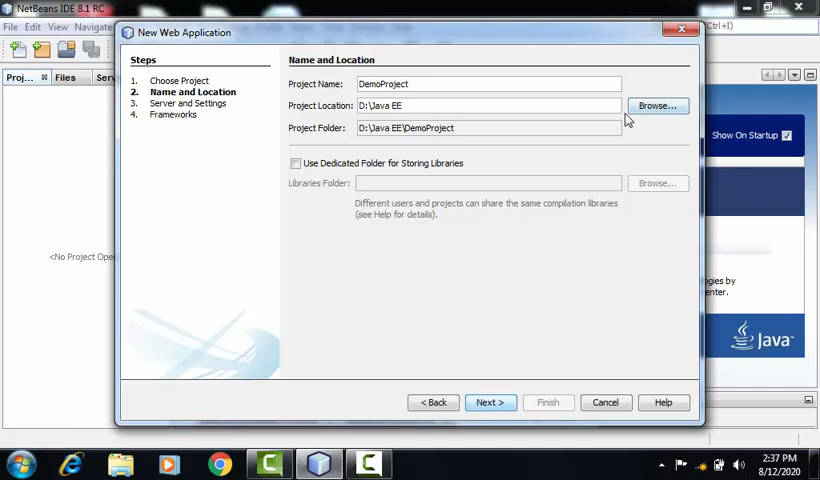 NetBeans IDE 8.1 RC
File Edit View Navigate
+I)
New Web Application
Proj... Files Serv
Steps
1. Choose Project
2. Name and Location
3. Server and Settings
4. Frameworks
Name and Location
Project Name: DemoProject
Project Location: D:\Java EE Browse...
Project Folder: D:\Java EE\DemoProject
Use Dedicated Folder for Storing Libraries
Libraries Folder: Browse...
Different users and projects can share the same compilation libraries
(see Help for details).
Show On Startup
<No Project Open
ogies by
enter.
Java
< Back Next > Finish Cancel Help
2:37 PM
8/12/2020